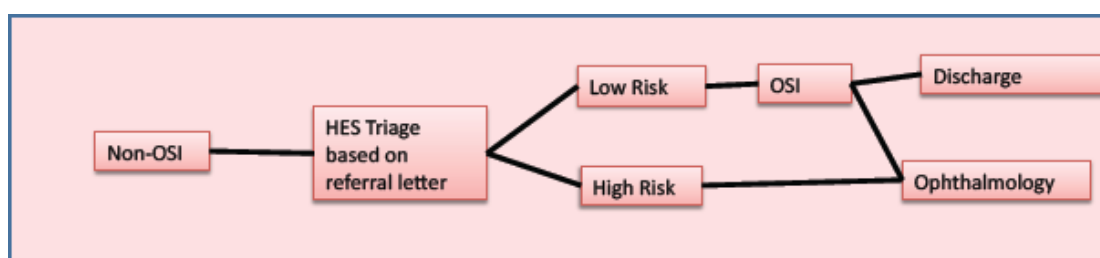 Non-OSI
HES Triage
based on
referral letter
Low Risk
OSI
Discharge
High Risk
Ophthalmology